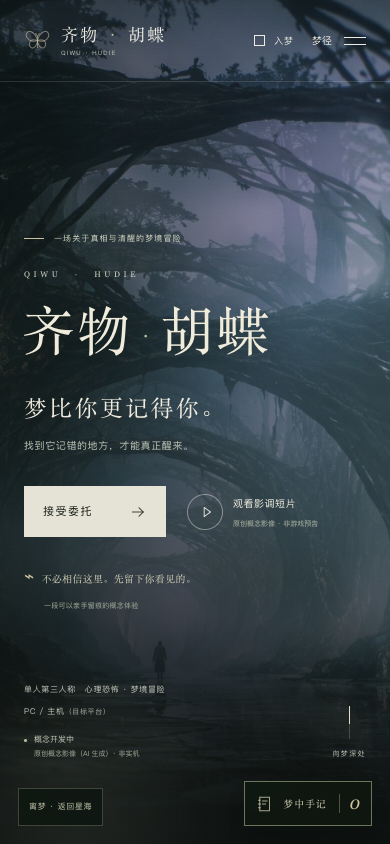 齐物 · 胡蝶
QIWU · HUDIE
入梦
梦径
一场关于真相与清醒的梦境冒险
QIWU · HUDIE
齐物 · 胡蝶
梦比你更记得你。
找到它记错的地方，才能真正醒来。
接受委托
观看影调短片
原创概念影像 · 非游戏预告
不必相信这里。先留下你看见的。
一段可以亲手留痕的概念体验
单人第三人称 心理恐怖 · 梦境冒险
PC / 主机（目标平台）
概念开发中
原创概念影像（AI 生成）· 非实机
向梦深处
离梦 · 返回星海
梦中手记
0